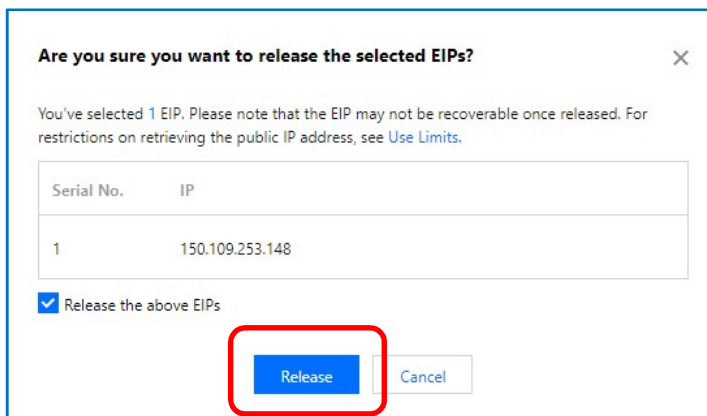 Are you sure you want to release the selected EIPs?
You've selected 1 EIP. Please note that the EIP may not be recoverable once released. For
restrictions on retrieving the public IP address, see Use Limits.
Serial No. IP
1 150.109.253.148
Release the above EIPs
Release Cancel